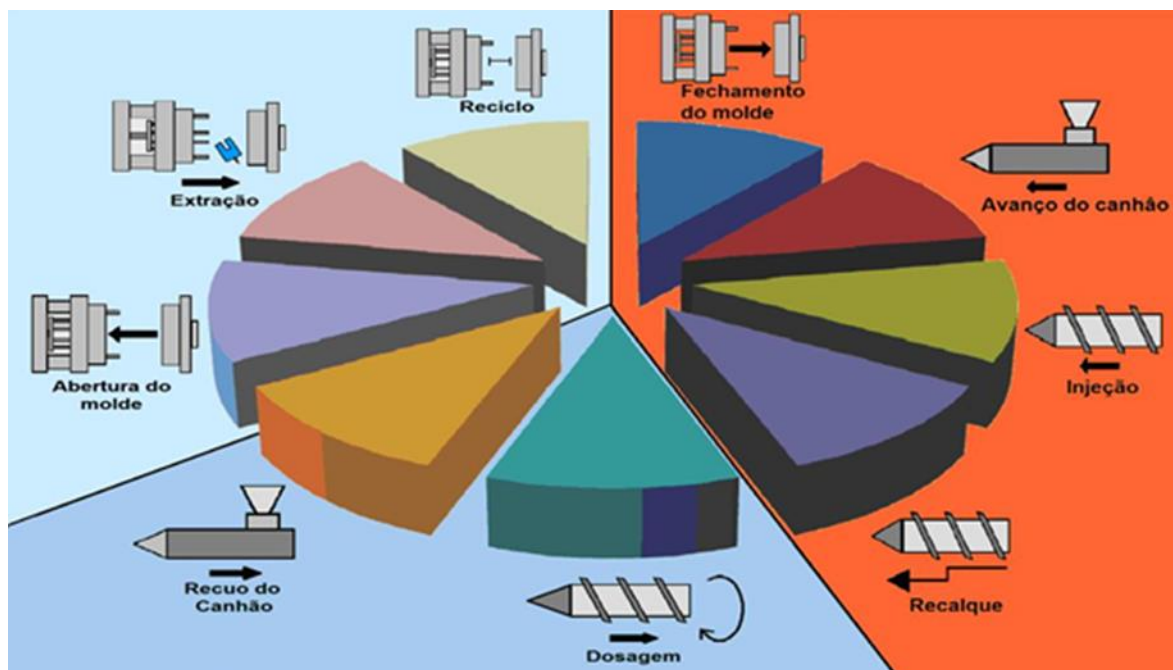 Reciclo
Fechamento
do molde
Avanço do canhão
Injeção
Recalque
Dosagem
Recuo do
Canhão
Abertura do
molde
Extração